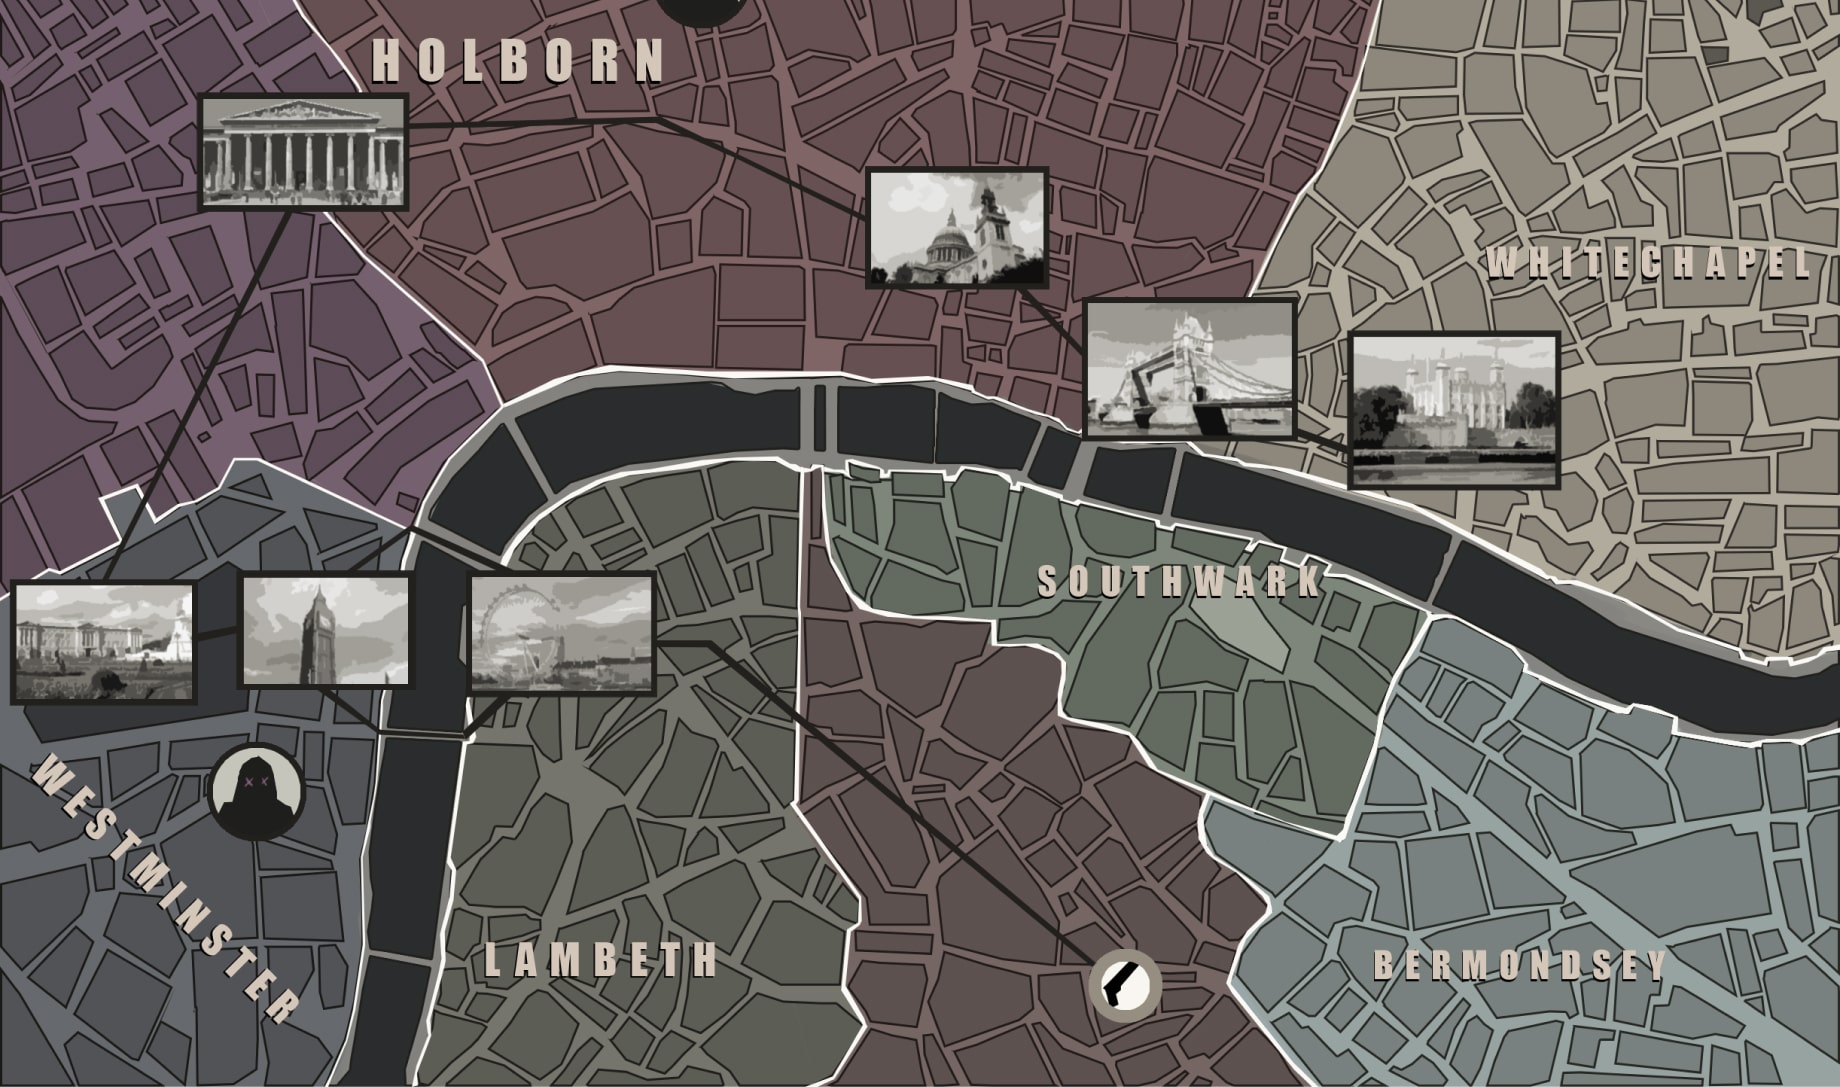 HOLBORN
WHITECHAPEL
SOUTHWARK
WESTMINSTER
LAMBETH
BERMONDSEY